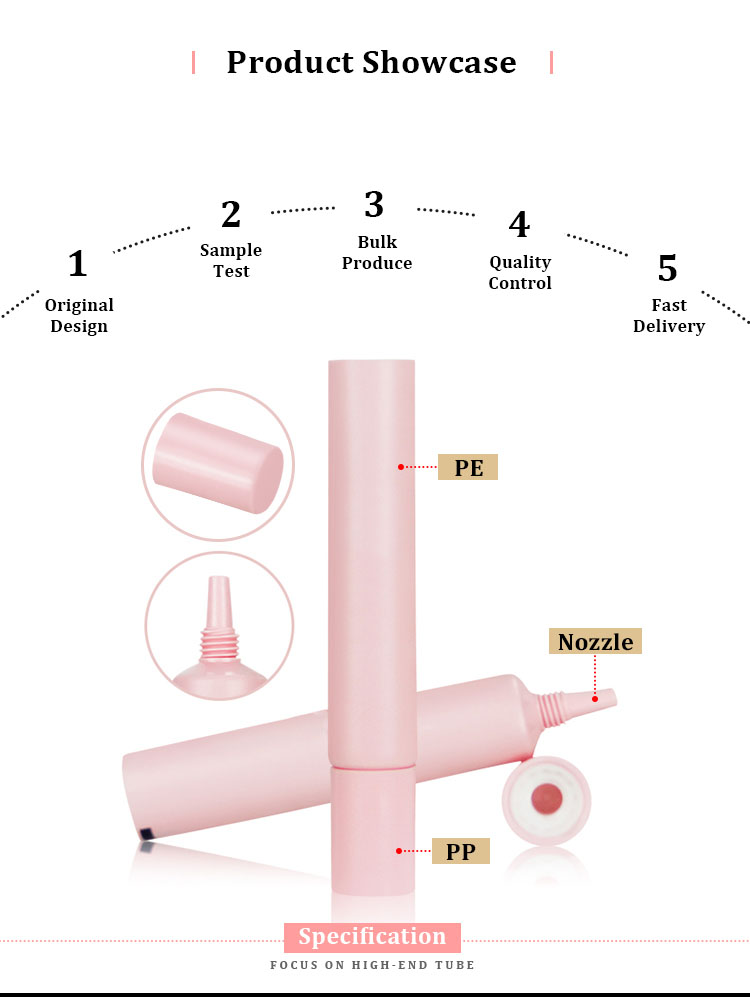 Product Showcase
1
Original
Design
2
Sample
Test
3
Bulk
Produce
4
Quality
Control
5
Fast
Delivery
PE
Nozzle
PP
Specification
FOCUS ON HIGH-END TUBE